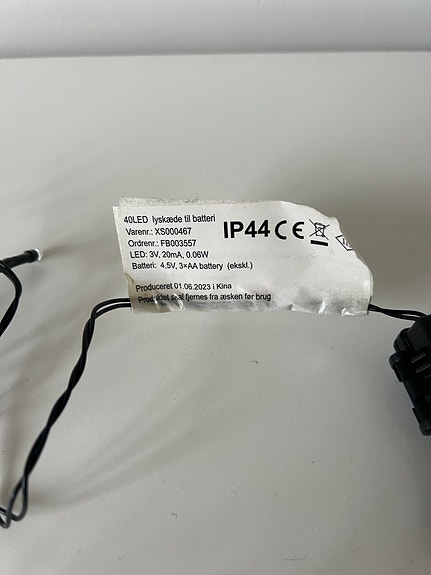 40LED lyskæde til batteri
Varenr.: XS000467
Ordrenr.: FB003557
LED: 3V, 20mA, 0.06W
Batteri: 4,5V, 3×AA battery (ekskl.)
IP44 CE
Produceret 01.06.2023 i Kina
Produktet skal fjernes fra æsken før brug